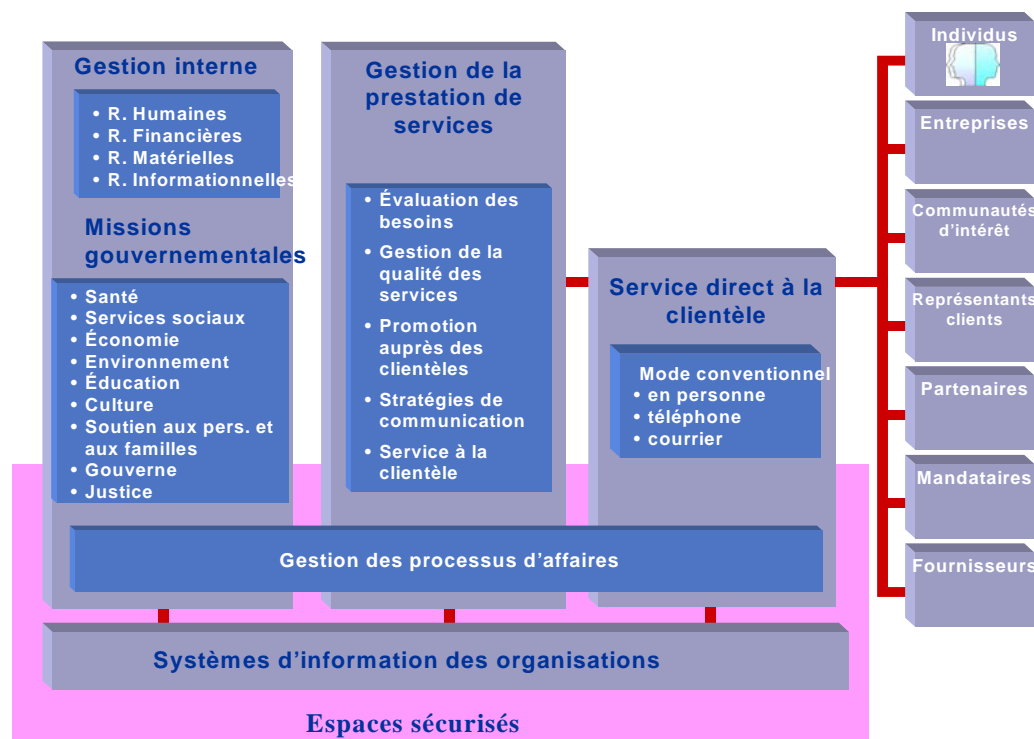 Gestion interne
• R. Humaines
• R. Financières
• R. Matérielles
• R. Informationnelles
Missions
gouvernementales
• Santé
• Services sociaux
• Économie
• Environnement
• Éducation
• Culture
• Soutien aux pers. et
aux familles
• Gouverne
• Justice
Gestion de la
prestation de
services
• Évaluation des
besoins
• Gestion de la
qualité des
services
• Promotion
auprès des
clientèles
• Stratégies de
communication
• Service à la
clientèle
Service direct à la
clientèle
Mode conventionnel
• en personne
• téléphone
• courrier
Gestion des processus d’affaires
Systèmes d’information des organisations
Espaces sécurisés
Individus
Entreprises
Communautés
d’intérêt
Représentants
clients
Partenaires
Mandataires
Fournisseurs